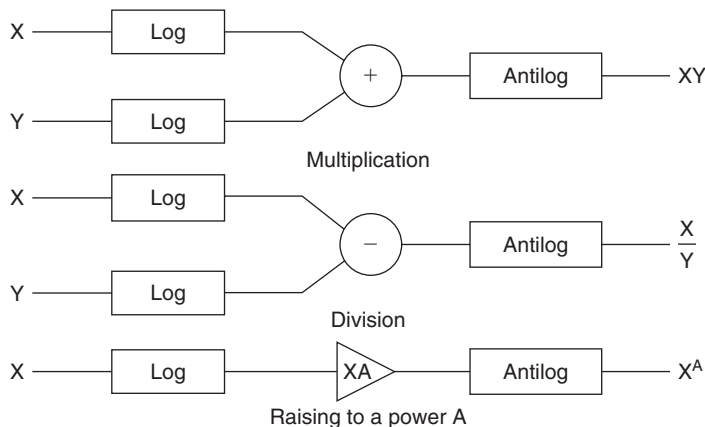 X Log
+ Antilog XY
Y Log
Multiplication
X Log
− Antilog X
Y
Y Log
Division
X Log XA Antilog X^A
Raising to a power A